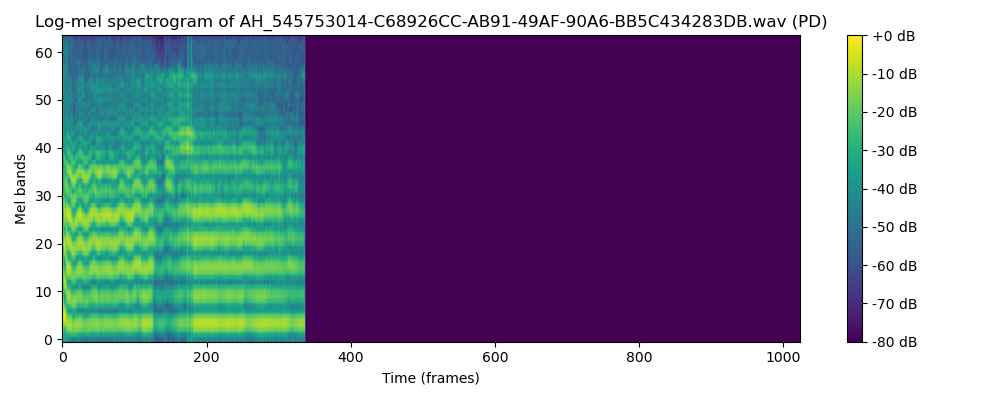 Log-mel spectrogram of AH_545753014-C68926CC-AB91-49AF-90A6-BB5C434283DB.wav (PD)
60
50
40
30
20
10
0
Mel bands
0 200 400 600 800 1000
Time (frames)
+0 dB
-10 dB
-20 dB
-30 dB
-40 dB
-50 dB
-60 dB
-70 dB
-80 dB